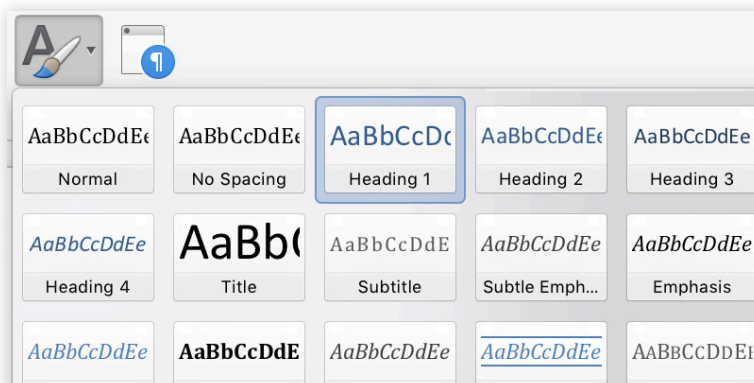 A ¶
AaBbCcDdEe AaBbCcDdEe AaBbCcDc AaBbCcDdEe AaBbCcDdEe
Normal No Spacing Heading 1 Heading 2 Heading 3
AaBbCcDdEe AaBb( AaBbCcDdE AaBbCcDdEe AaBbCcDdEe
Heading 4 Title Subtitle Subtle Emph... Emphasis
AaBbCcDdEe AaBbCcDdE AaBbCcDdEe AaBbCcDdEe AABBCCDDEE